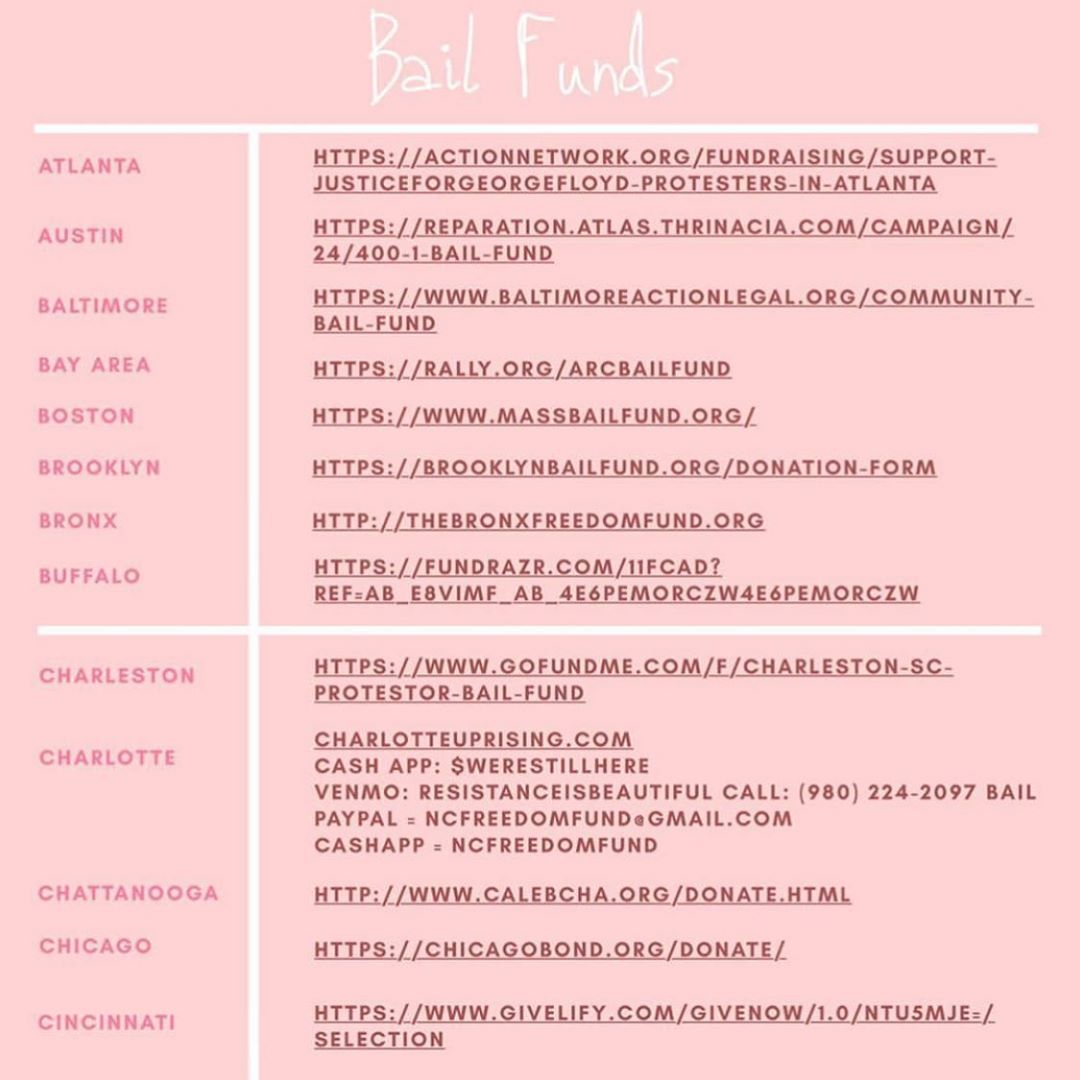 Bail Funds
ATLANTA
HTTPS://ACTIONNETWORK.ORG/FUNDRAISING/SUPPORT-
JUSTICEFORGEORGEFLOYD-PROTESTERS-IN-ATLANTA
AUSTIN
HTTPS://REPARATION.ATLAS.THRINACIA.COM/CAMPAIGN/
24/400-1-BAIL-FUND
BALTIMORE
HTTPS://WWW.BALTIMOREACTIONLEGAL.ORG/COMMUNITY-
BAIL-FUND
BAY AREA
HTTPS://RALLY.ORG/ARCBAILFUND
BOSTON
HTTPS://WWW.MASSBAILFUND.ORG/
BROOKLYN
HTTPS://BROOKLYNBAILFUND.ORG/DONATION-FORM
BRONX
HTTP://THEBRONXFREEDOMFUND.ORG
BUFFALO
HTTPS://FUNDRAZR.COM/11FCAD?
REF=AB_E8VIMF_AB_4E6PEMORCZW4E6PEMORCZW
CHARLESTON
HTTPS://WWW.GOFUNDME.COM/F/CHARLESTON-SC-
PROTESTOR-BAIL-FUND
CHARLOTTE
CHARLOTTEUPRISING.COM
CASH APP: $WERESTILLHERE
VENMO: RESISTANCEISBEAUTIFUL CALL: (980) 224-2097 BAIL
PAYPAL = NCFREEDOMFUND@GMAIL.COM
CASHAPP = NCFREEDOMFUND
CHATTANOOGA
HTTP://WWW.CALEBCHA.ORG/DONATE.HTML
CHICAGO
HTTPS://CHICAGOBOND.ORG/DONATE/
CINCINNATI
HTTPS://WWW.GIVELIFY.COM/GIVENOW/1.0/NTU5MJE=/
SELECTION